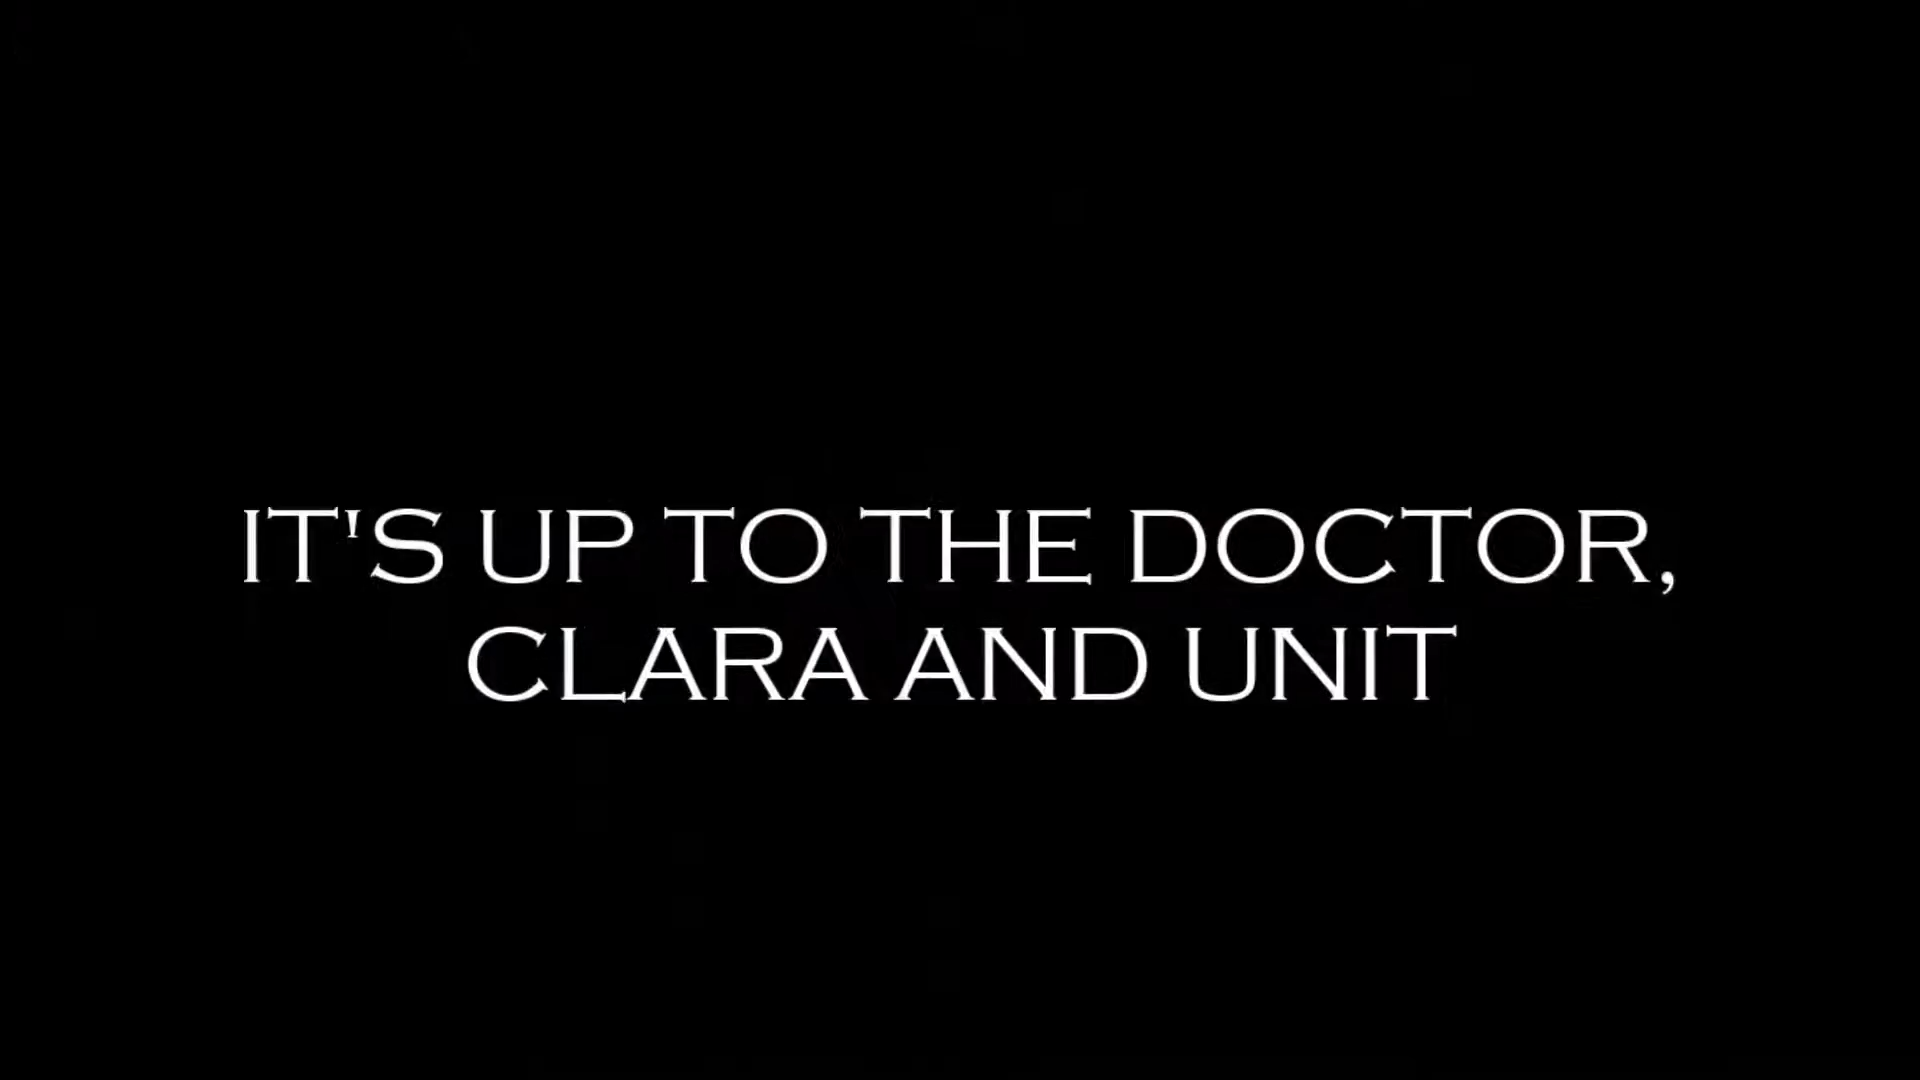 IT'S UP TO THE DOCTOR,
CLARA AND UNIT